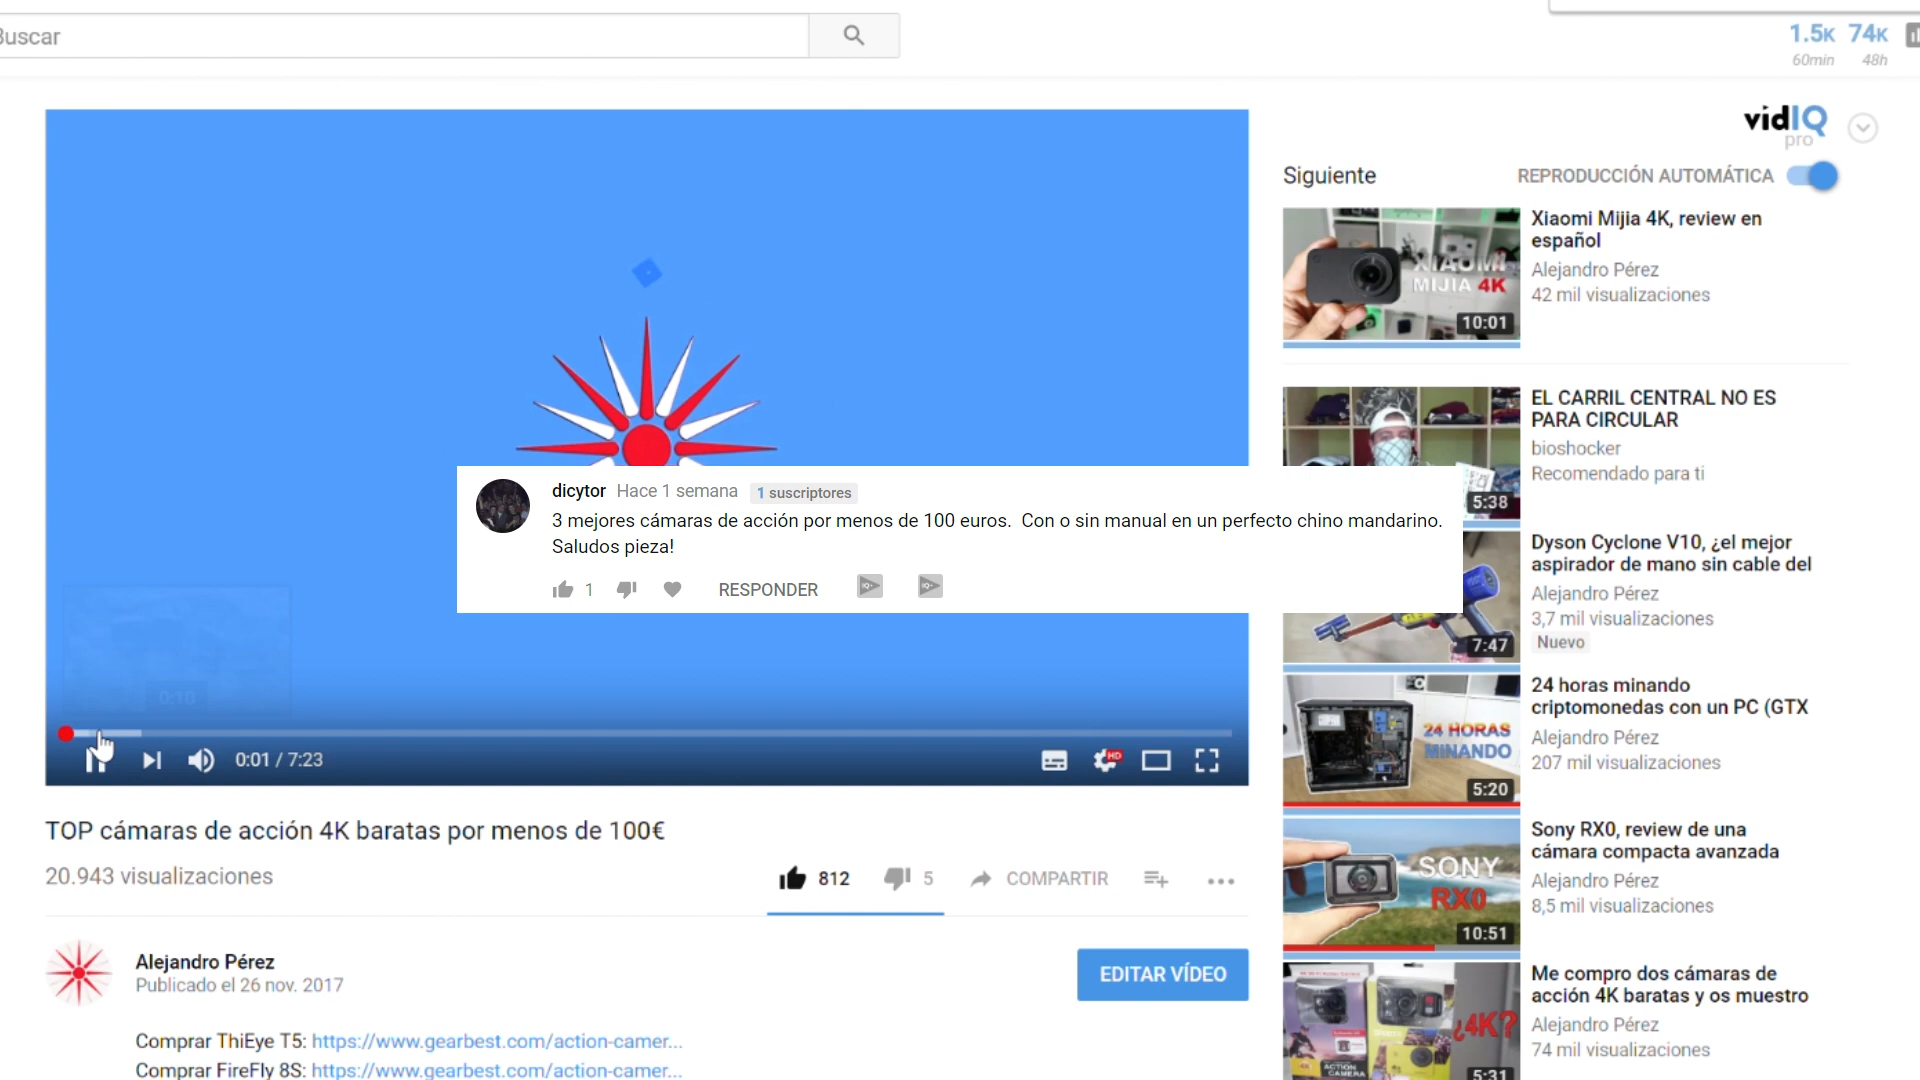 Buscar
1.5K 74K
60min 48h
vidIQ
pro
Siguiente
REPRODUCCIÓN AUTOMÁTICA
XIAOMI
MIJIA 4K
10:01
Xiaomi Mijia 4K, review en
español
Alejandro Pérez
42 mil visualizaciones
5:38
EL CARRIL CENTRAL NO ES
PARA CIRCULAR
bioshocker
Recomendado para ti
dicytor Hace 1 semana 1 suscriptores
3 mejores cámaras de acción por menos de 100 euros.  Con o sin manual en un perfecto chino mandarino.
Saludos pieza!
1 RESPONDER
7:47
Dyson Cyclone V10, ¿el mejor
aspirador de mano sin cable del
Alejandro Pérez
3,7 mil visualizaciones
Nuevo
24 HORAS
MINANDO
5:20
24 horas minando
criptomonedas con un PC (GTX
Alejandro Pérez
207 mil visualizaciones
0:10
0:01 / 7:23
HD
TOP cámaras de acción 4K baratas por menos de 100€
20.943 visualizaciones
812 5 COMPARTIR
SONY
RX0
10:51
Sony RX0, review de una
cámara compacta avanzada
Alejandro Pérez
8,5 mil visualizaciones
Alejandro Pérez
Publicado el 26 nov. 2017
EDITAR VÍDEO
¿4K?
ACTION
CAMERA
5:31
Me compro dos cámaras de
acción 4K baratas y os muestro
Alejandro Pérez
74 mil visualizaciones
Comprar ThiEye T5: https://www.gearbest.com/action-camer...
Comprar FireFly 8S: https://www.gearbest.com/action-camer...